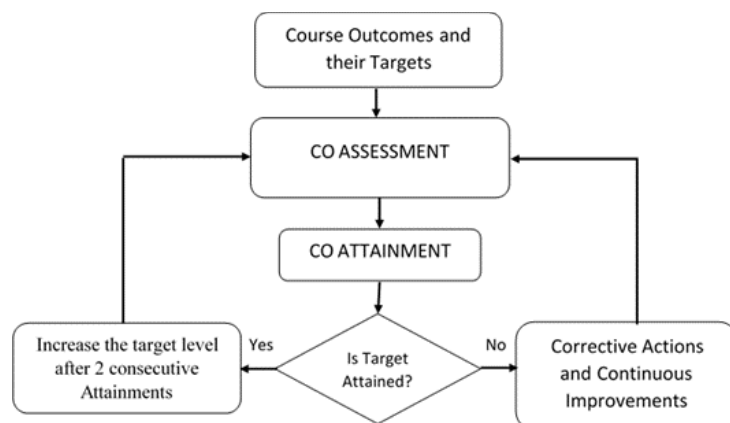 Course Outcomes and
their Targets
CO ASSESSMENT
CO ATTAINMENT
Increase the target level
after 2 consecutive
Attainments
Yes
Is Target
Attained?
No
Corrective Actions
and Continuous
Improvements